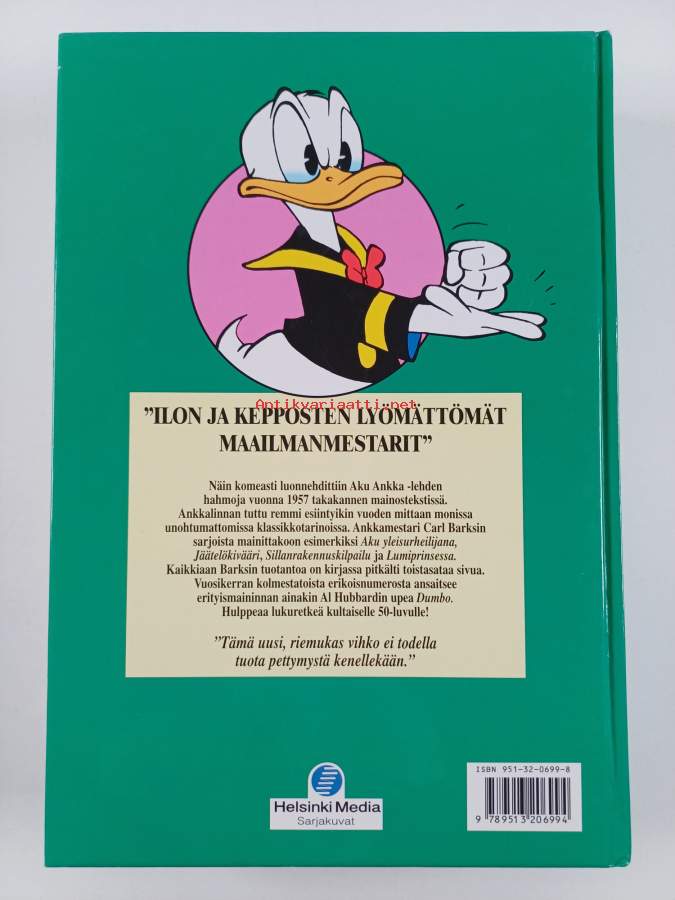 Antikvariaatti.net
”ILON JA KEPPOSTEN LYÖMÄTTÖMÄT
MAAILMANMESTARIT”
Näin komeasti luonnehdittiin Aku Ankka -lehden
hahmoja vuonna 1957 takakannen mainostekstissä.
Ankkalinnan tuttu remmi esiintyikin vuoden mittaan monissa
unohtumattomissa klassikkotarinoissa. Ankkamestari Carl Barksin
sarjoista mainittakoon esimerkiksi Aku yleisurheilijana,
Jäätelökivääri, Sillanrakennuskilpailu ja Lumiprinsessa.
Kaikkiaan Barksin tuotantoa on kirjassa pitkälti toistasataa sivua.
Vuosikerran kolmestatoista erikoisnumerosta ansaitsee
erityismaininnan ainakin Al Hubbardin upea Dumbo.
Hulppeaa lukuretkeä kultaiselle 50-luvulle!
”Tämä uusi, riemukas vihko ei todella
tuota pettymystä kenellekään.”
ISBN 951-32-0699-8
9 789513 206994
Helsinki Media
Sarjakuvat